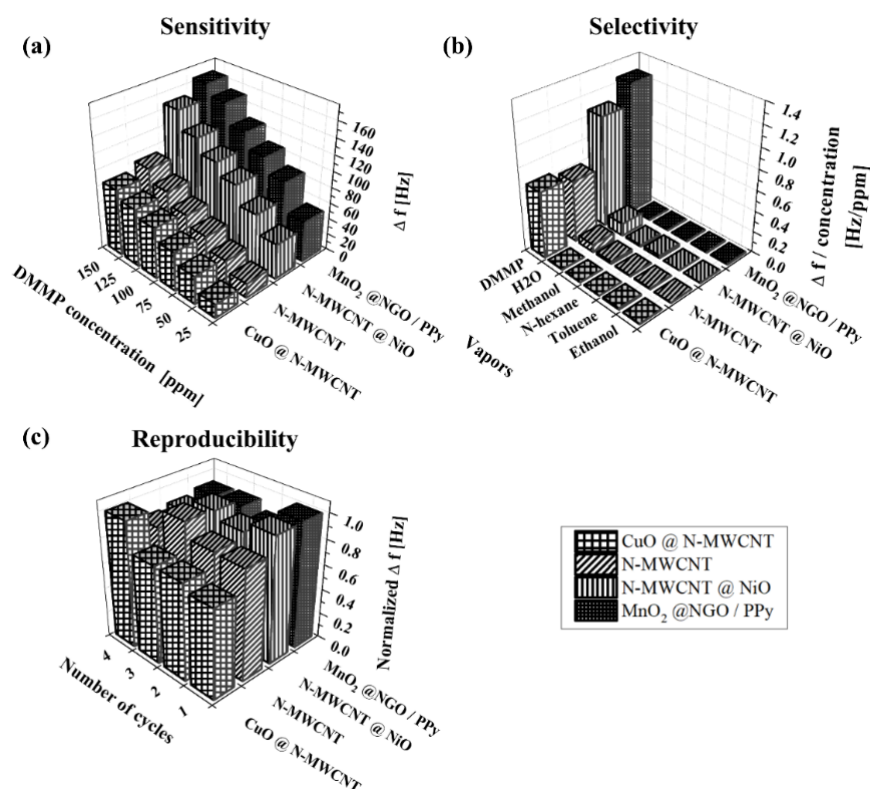 Sensitivity
(a)
160
140
120
100
80
60
40
20
0
Δ f [Hz]
150
125
100
75
50
25
DMMP concentration [ppm]
MnO2 @NGO / PPy
N-MWCNT @ NiO
N-MWCNT
CuO @ N-MWCNT
Selectivity
(b)
1.4
1.2
1.0
0.8
0.6
0.4
0.2
0.0
Δ f / concentration
[Hz/ppm]
DMMP
H2O
Methanol
N-hexane
Toluene
Ethanol
Vapors
MnO2 @NGO / PPy
N-MWCNT @ NiO
N-MWCNT
CuO @ N-MWCNT
Reproducibility
(c)
1.0
0.8
0.6
0.4
0.2
0.0
Normalized Δ f [Hz]
4
3
2
1
Number of cycles
MnO2 @NGO / PPy
N-MWCNT @ NiO
N-MWCNT
CuO @ N-MWCNT
CuO @ N-MWCNT
N-MWCNT
N-MWCNT @ NiO
MnO2 @NGO / PPy